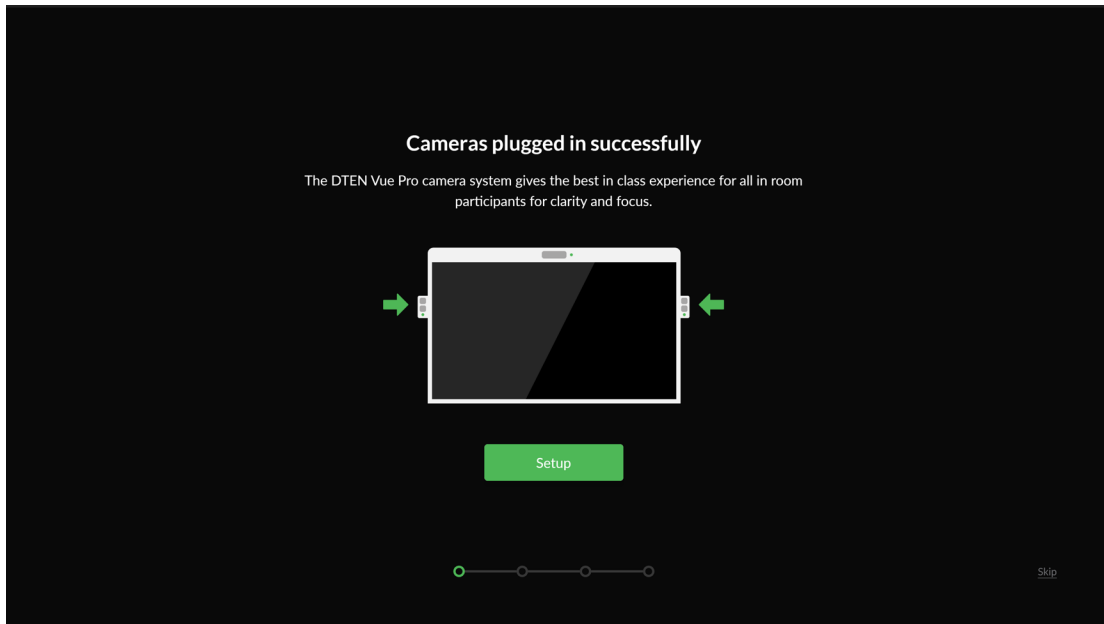 Cameras plugged in successfully
The DTEN Vue Pro camera system gives the best in class experience for all in room
participants for clarity and focus.
Setup
Skip